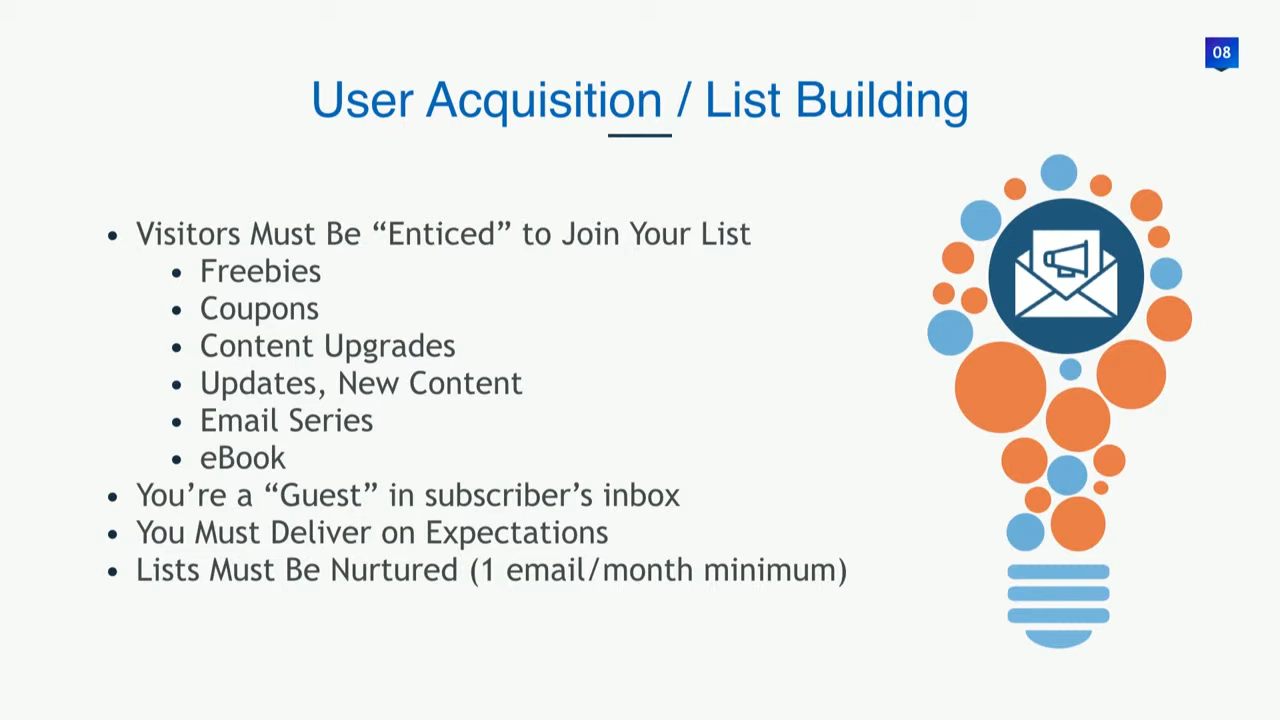 08
User Acquisition / List Building
• Visitors Must Be “Enticed” to Join Your List
• Freebies
• Coupons
• Content Upgrades
• Updates, New Content
• Email Series
• eBook
• You’re a “Guest” in subscriber’s inbox
• You Must Deliver on Expectations
• Lists Must Be Nurtured (1 email/month minimum)